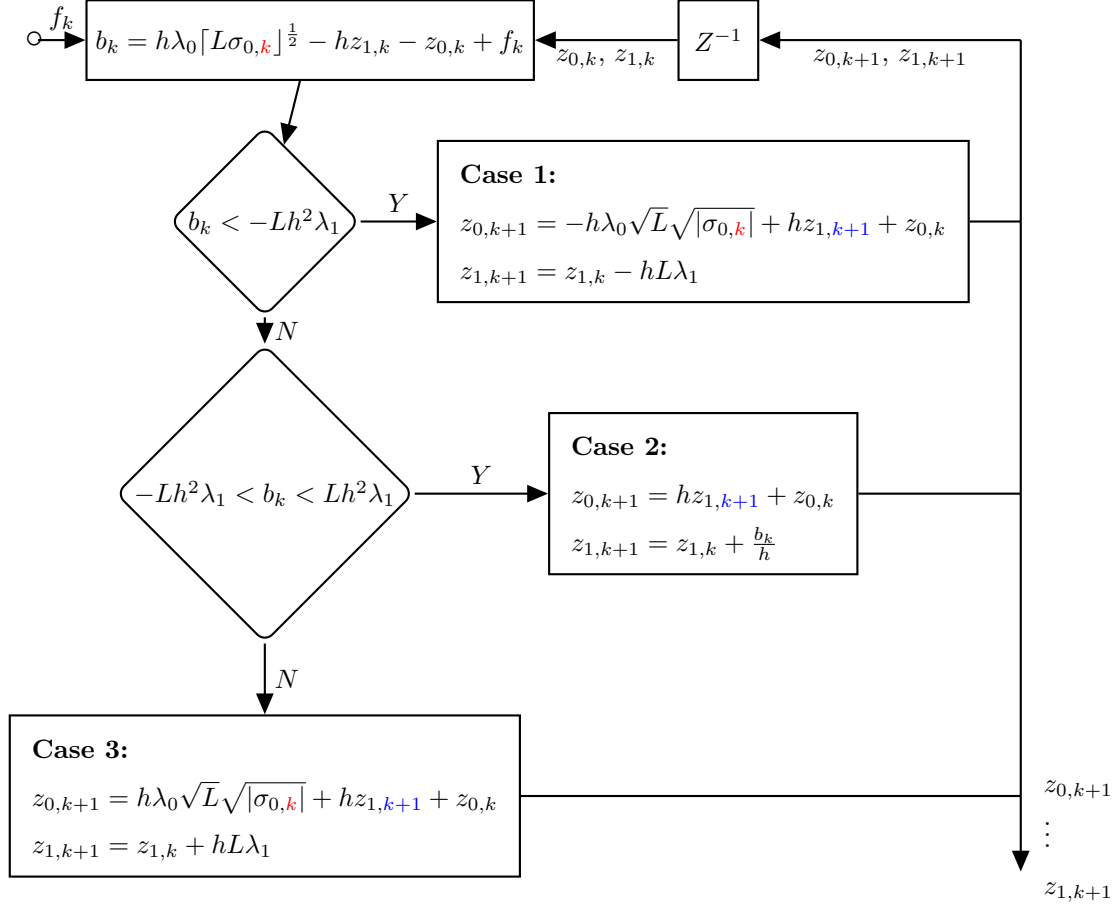 f_k
b_k = hλ_0⌈Lσ_{0,k}⌋^{1/2} − hz_{1,k} − z_{0,k} + f_k
z_{0,k}, z_{1,k}
Z^{−1}
z_{0,k+1}, z_{1,k+1}
b_k < −Lh^2λ_1
Y
Case 1:
z_{0,k+1} = −hλ_0√L√|σ_{0,k}| + hz_{1,k+1} + z_{0,k}
z_{1,k+1} = z_{1,k} − hLλ_1
N
−Lh^2λ_1 < b_k < Lh^2λ_1
Y
Case 2:
z_{0,k+1} = hz_{1,k+1} + z_{0,k}
z_{1,k+1} = z_{1,k} + \frac{b_k}{h}
N
Case 3:
z_{0,k+1} = hλ_0√L√|σ_{0,k}| + hz_{1,k+1} + z_{0,k}
z_{1,k+1} = z_{1,k} + hLλ_1
z_{0,k+1}
⋮
z_{1,k+1}